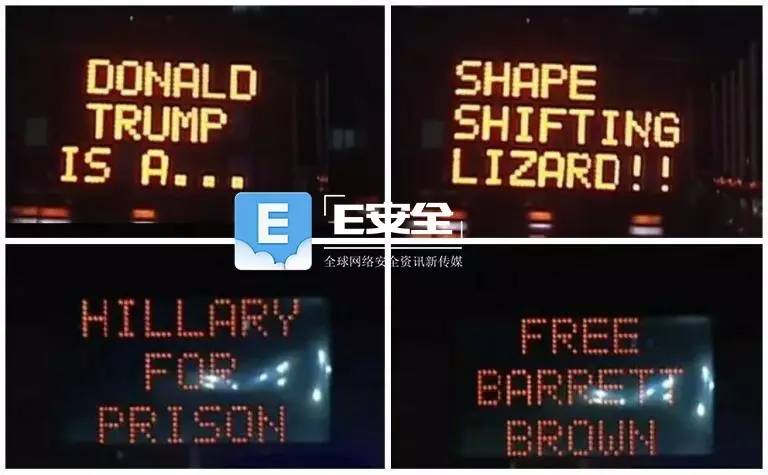 DONALD
TRUMP
IS A...
SHAPE
SHIFTING
LIZARD!!
E
「E安全」
全球网络安全资讯新传媒
HILLARY
FOR
PRISON
FREE
BARRETT
BROWN